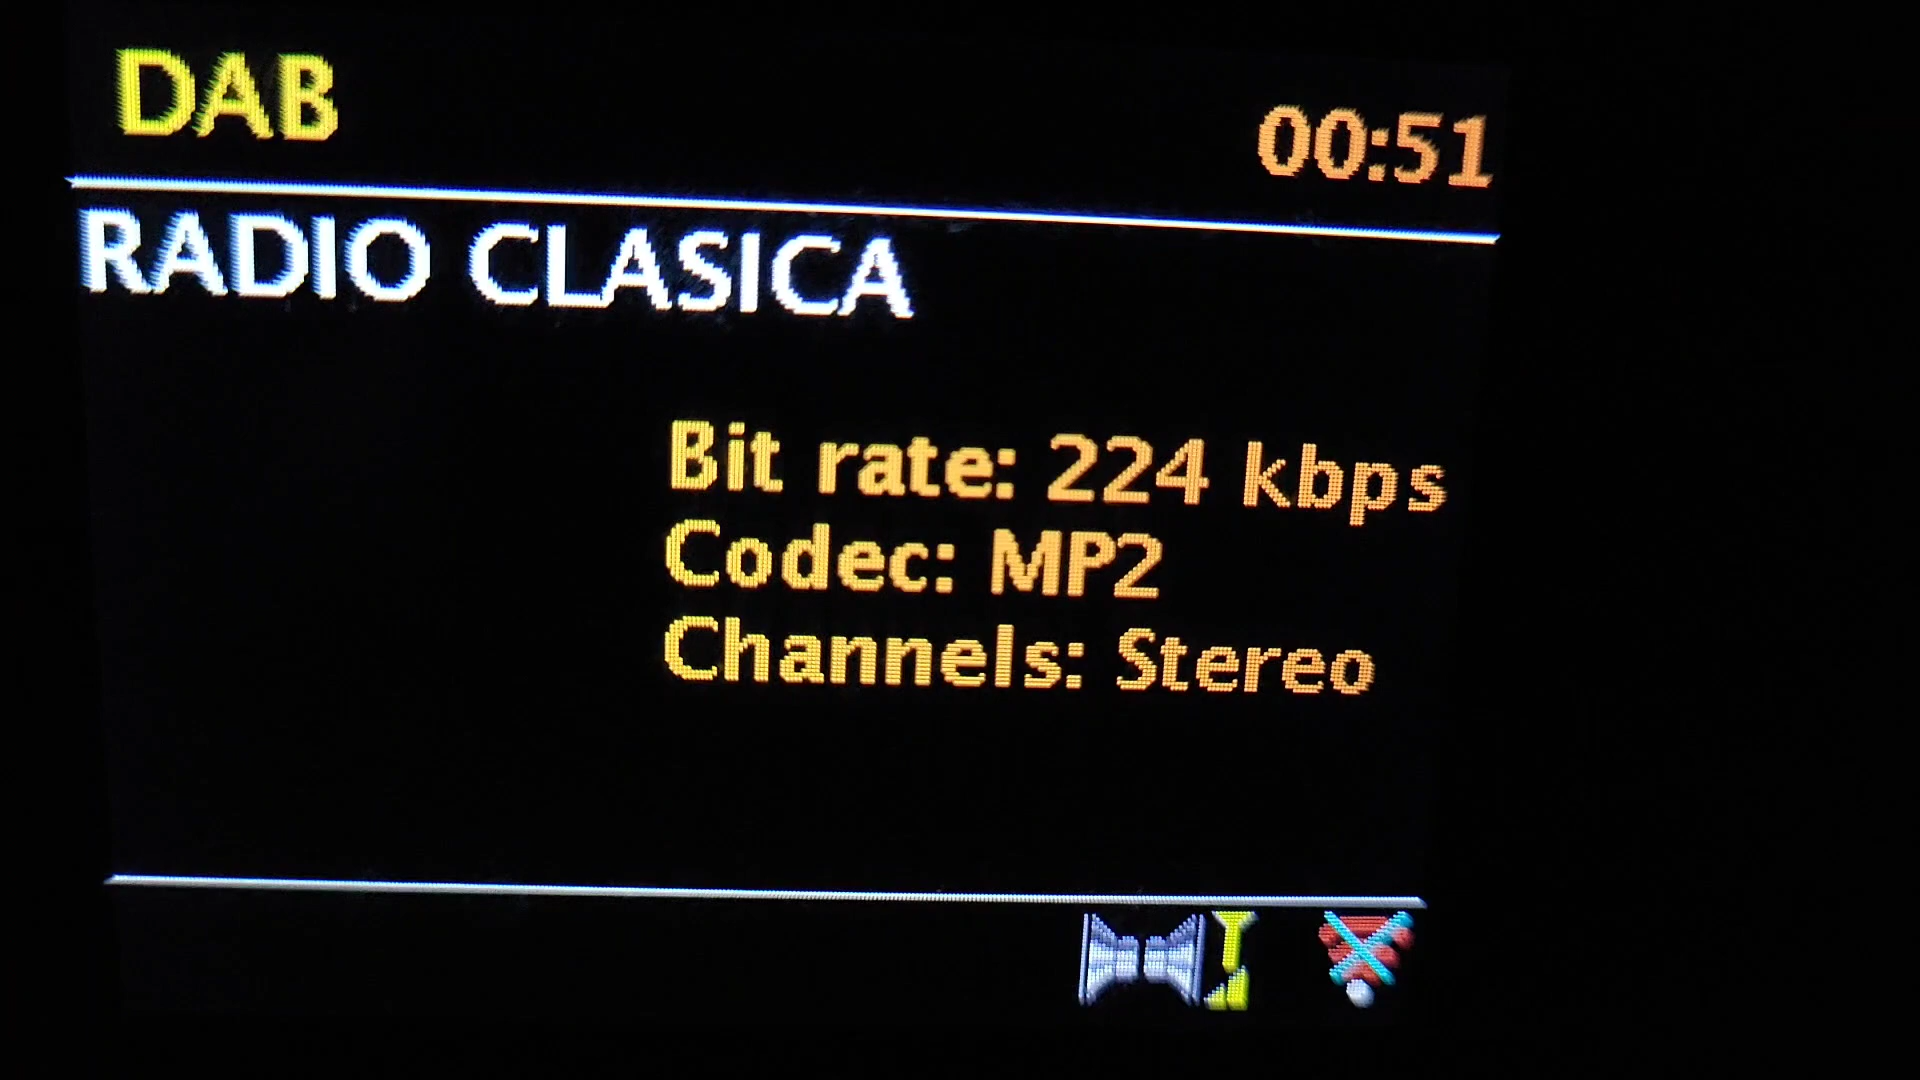 DAB
00:51
RADIO CLASICA
Bit rate: 224 kbps
Codec: MP2
Channels: Stereo